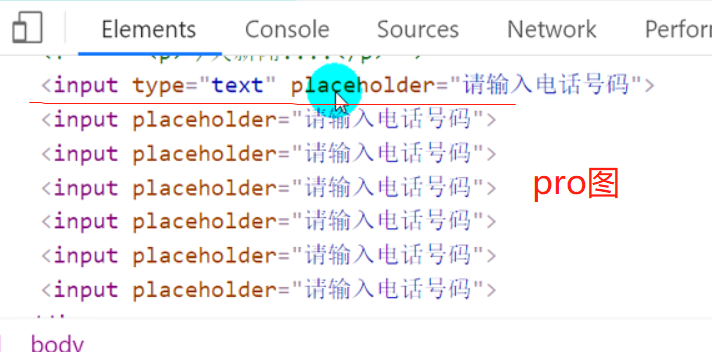 Elements Console Sources Network Perfor
<input type="text" placeholder="请输入电话号码">
<input placeholder="请输入电话号码">
<input placeholder="请输入电话号码">
<input placeholder="请输入电话号码">
<input placeholder="请输入电话号码">
<input placeholder="请输入电话号码">
<input placeholder="请输入电话号码">
pro图
body